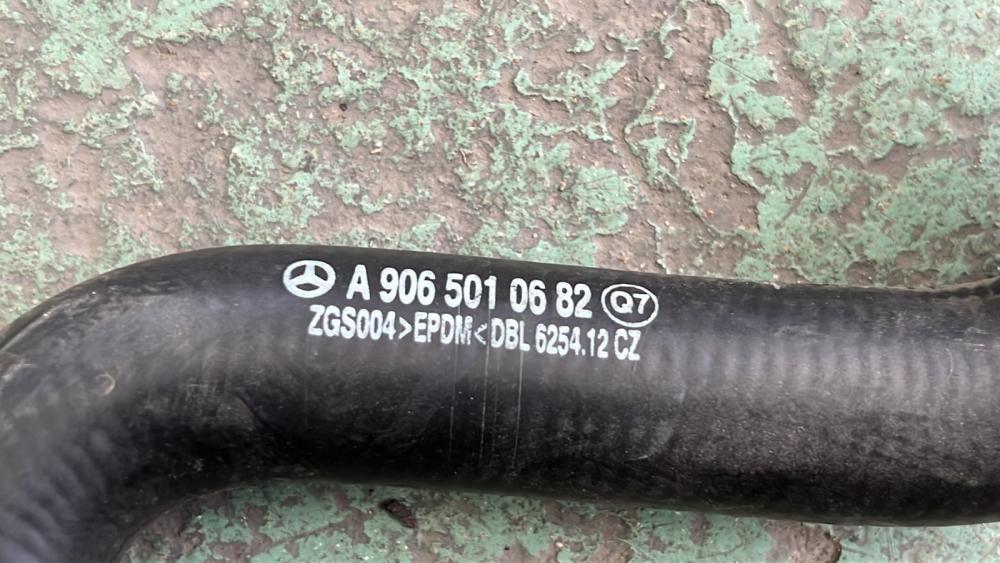 A 906 501 06 82 Q7
ZGS004>EPDM<DBL 6254.12 CZ